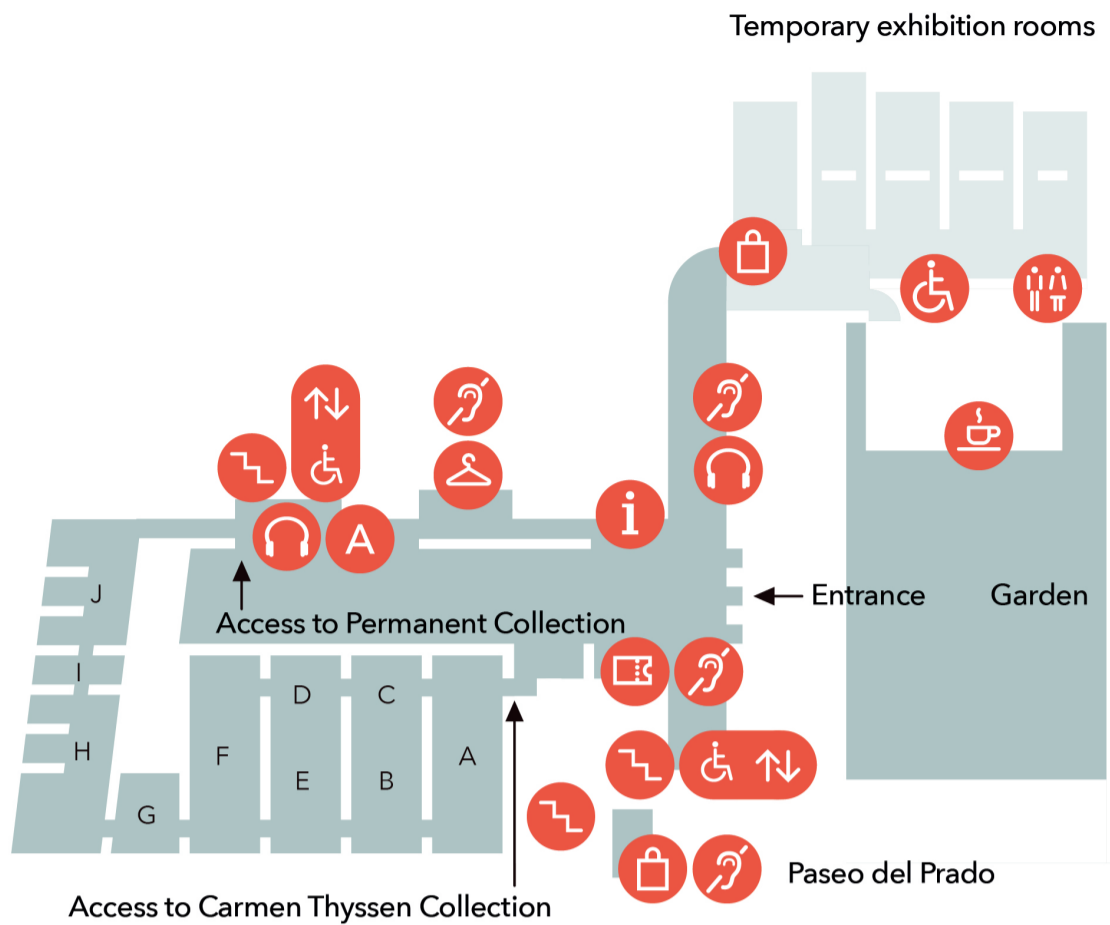 Temporary exhibition rooms
i
A
J
Entrance
Garden
Access to Permanent Collection
I
D
C
H
F
A
E
B
G
Paseo del Prado
Access to Carmen Thyssen Collection